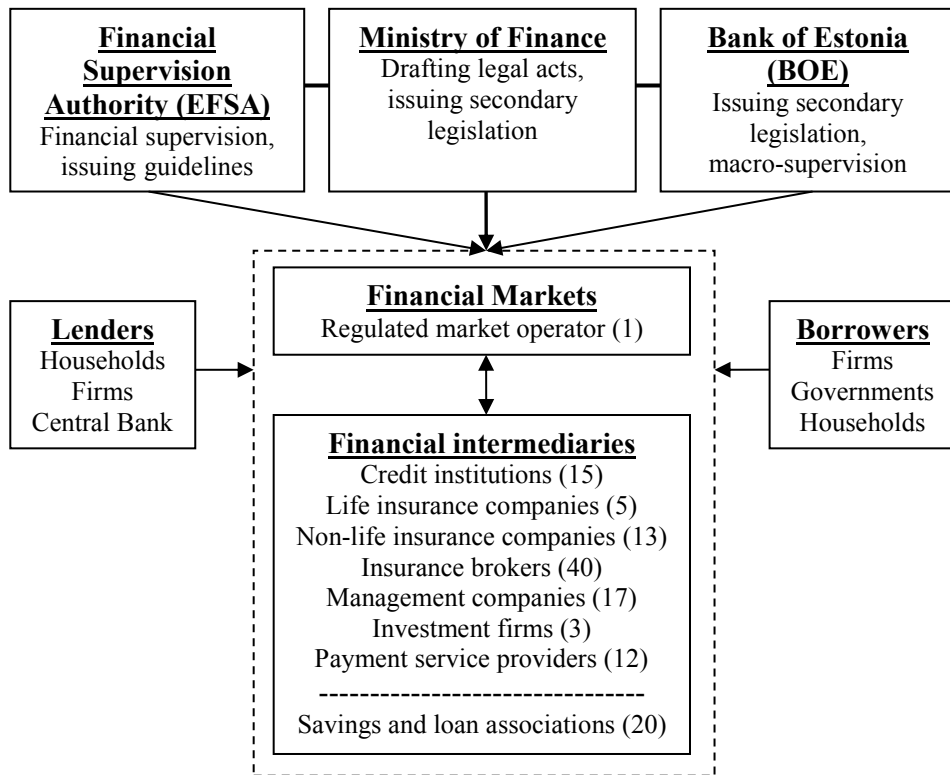 Financial
Supervision
Authority (EFSA)
Financial supervision,
issuing guidelines
Ministry of Finance
Drafting legal acts,
issuing secondary
legislation
Bank of Estonia
(BOE)
Issuing secondary
legislation,
macro-supervision
Financial Markets
Regulated market operator (1)
Lenders
Households
Firms
Central Bank
Borrowers
Firms
Governments
Households
Financial intermediaries
Credit institutions (15)
Life insurance companies (5)
Non-life insurance companies (13)
Insurance brokers (40)
Management companies (17)
Investment firms (3)
Payment service providers (12)
Savings and loan associations (20)